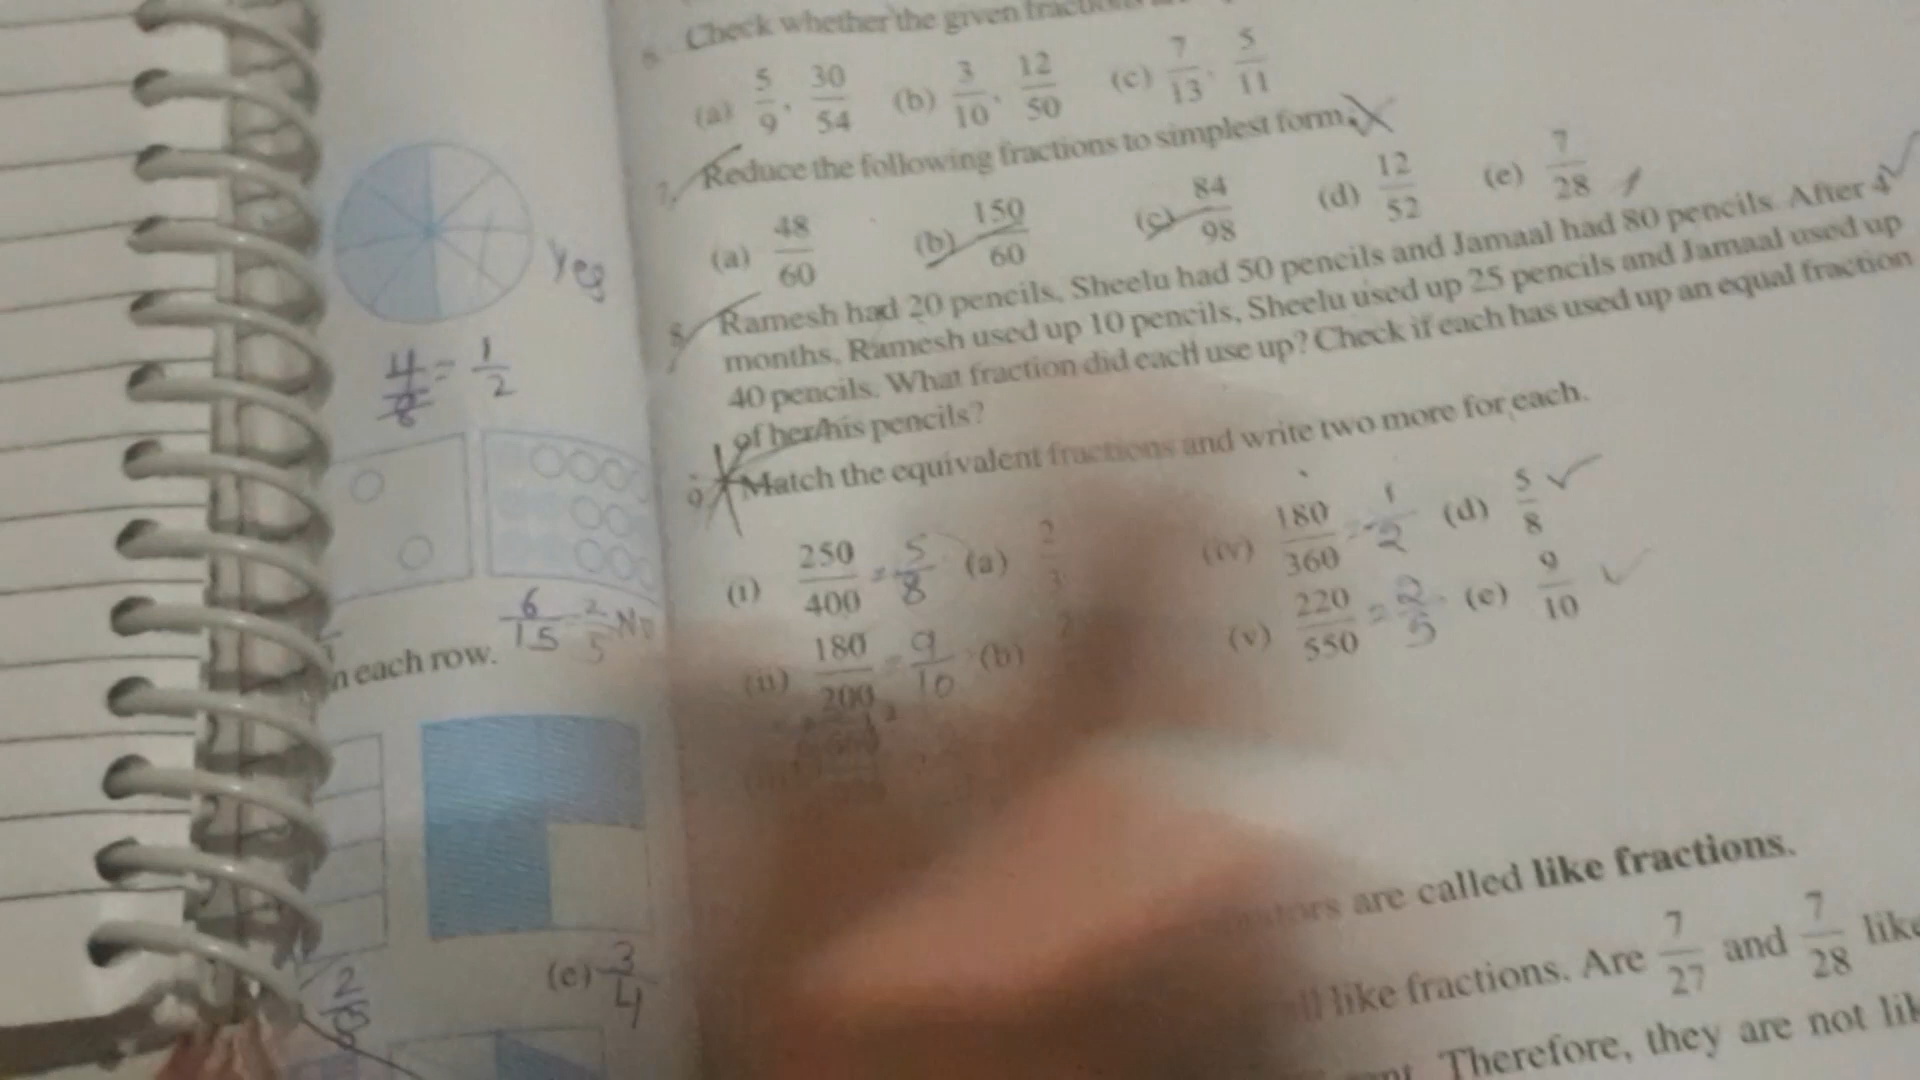 Check whether the given
(a) 5/9, 30/54 (b) 3/10, 12/50 (c) 7/13, 5/11
7. Reduce the following fractions to simplest form:
(a) 48/60 (b) 150/60 (c) 84/98 (d) 12/52 (e) 7/28
8. Ramesh had 20 pencils, Sheelu had 50 pencils and Jamaal had 80 pencils. After 4
months, Ramesh used up 10 pencils, Sheelu used up 25 pencils and Jamaal used up
40 pencils. What fraction did each use up? Check if each has used up an equal fraction
of her/his pencils?
9. Match the equivalent fractions and write two more for each.
(i) 250/400 = 5/8 (a) 2/3 (iv) 180/360 = 1/2 (d) 5/8
(ii) 180/200 = 9/10 (b) (v) 220/550 = 2/5 (e) 9/10
are called like fractions.
like fractions. Are 7/27 and 7/28 like
Therefore, they are not
Yes
4/8 = 1/2
6/15 = 2/5 No
n each row.
(e) 3/4